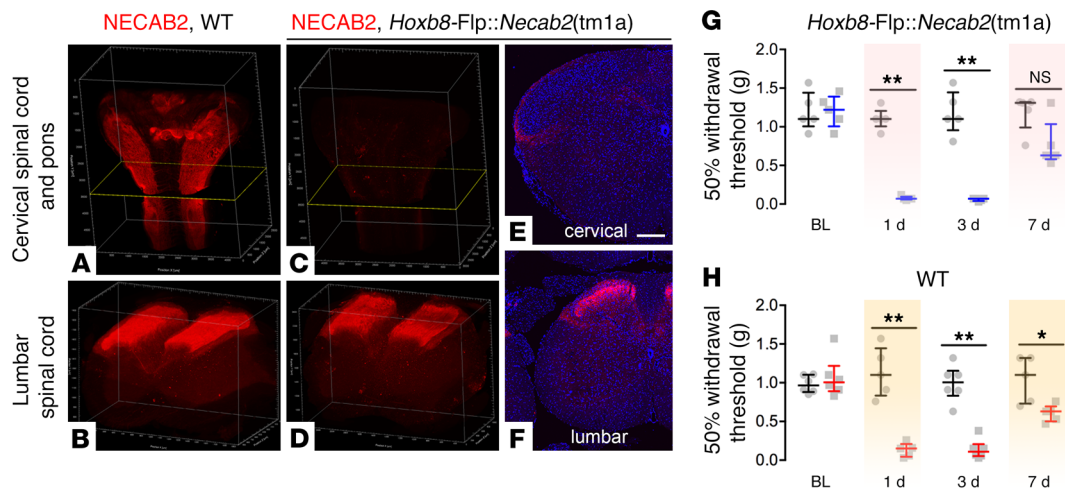 NECAB2, WT
NECAB2, Hoxb8-Flp::Necab2(tm1a)
Cervical spinal cord
and pons
A
C
E
cervical
Lumbar
spinal cord
B
D
F
lumbar
G
Hoxb8-Flp::Necab2(tm1a)
50% withdrawal
threshold (g)
2.0
1.5
1.0
0.5
0.0
**
**
NS
BL
1 d
3 d
7 d
H
WT
50% withdrawal
threshold (g)
2.0
1.5
1.0
0.5
0.0
**
**
*
BL
1 d
3 d
7 d